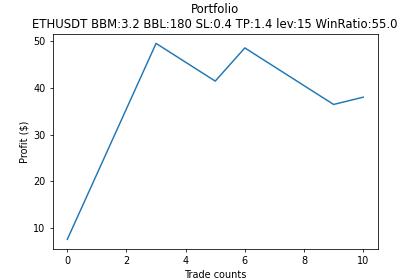 Portfolio
ETHUSDT BBM:3.2 BBL:180 SL:0.4 TP:1.4 lev:15 WinRatio:55.0
50
40
30
20
10
Profit ($)
0 2 4 6 8 10
Trade counts